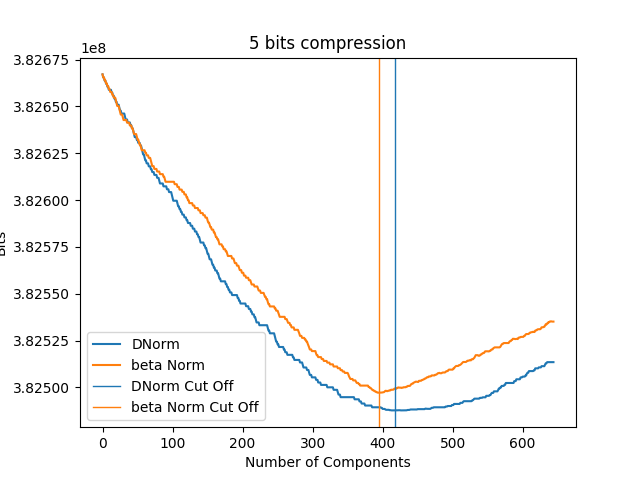 5 bits compression
1e8
3.82675
3.82650
3.82625
3.82600
3.82575
3.82550
3.82525
3.82500
Bits
DNorm
beta Norm
DNorm Cut Off
beta Norm Cut Off
0 100 200 300 400 500 600
Number of Components